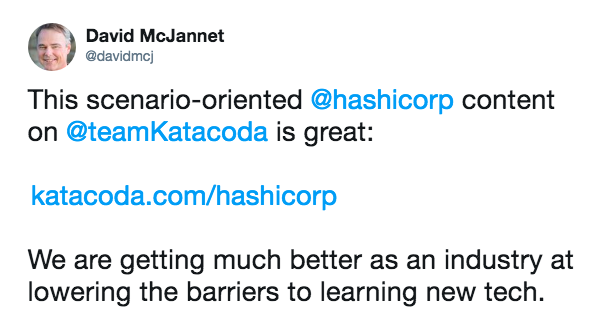 David McJannet
@davidmcj
This scenario-oriented @hashicorp content
on @teamKatacoda is great:
katacoda.com/hashicorp
We are getting much better as an industry at
lowering the barriers to learning new tech.